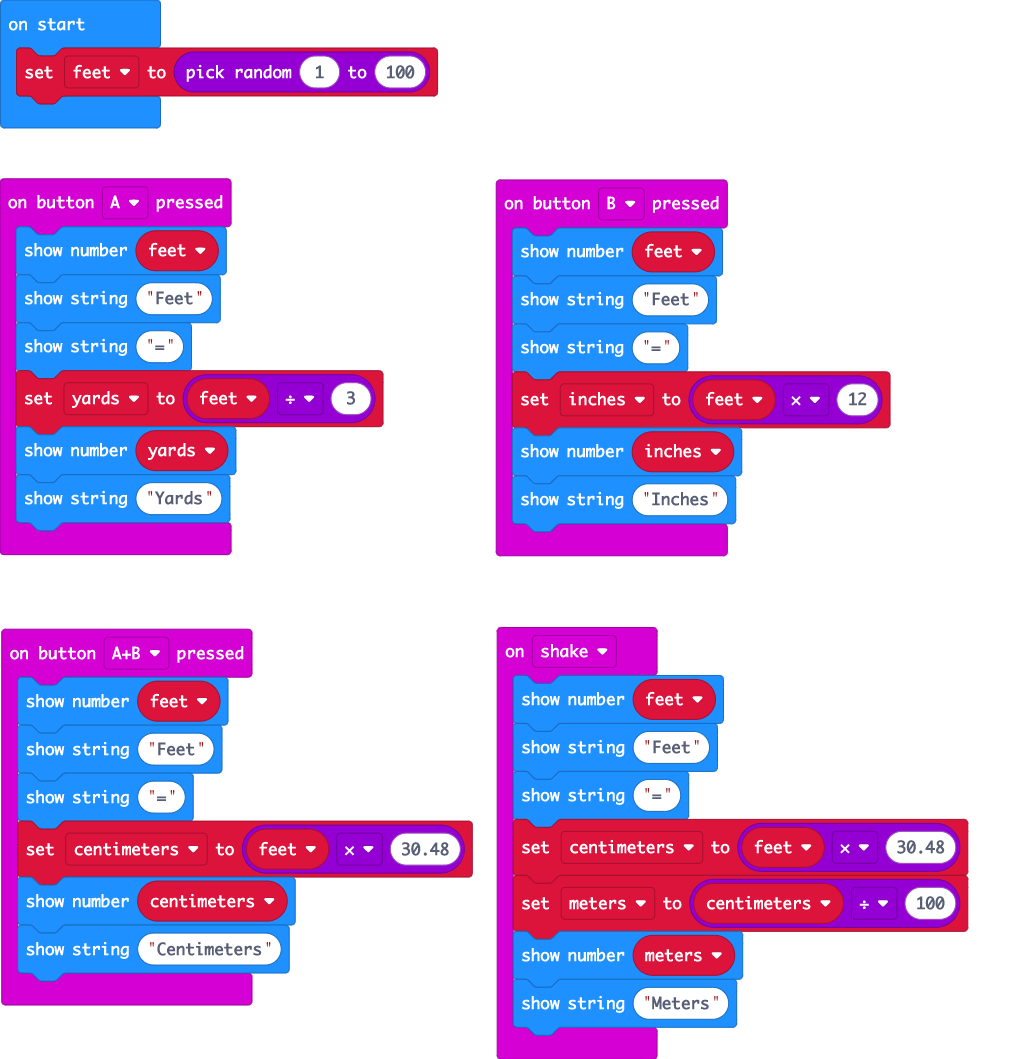 on start
set feet to pick random 1 to 100
on button A pressed
show number feet
show string "Feet"
show string "="
set yards to feet ÷ 3
show number yards
show string "Yards"
on button B pressed
show number feet
show string "Feet"
show string "="
set inches to feet × 12
show number inches
show string "Inches"
on button A+B pressed
show number feet
show string "Feet"
show string "="
set centimeters to feet × 30.48
show number centimeters
show string "Centimeters"
on shake
show number feet
show string "Feet"
show string "="
set centimeters to feet × 30.48
set meters to centimeters ÷ 100
show number meters
show string "Meters"